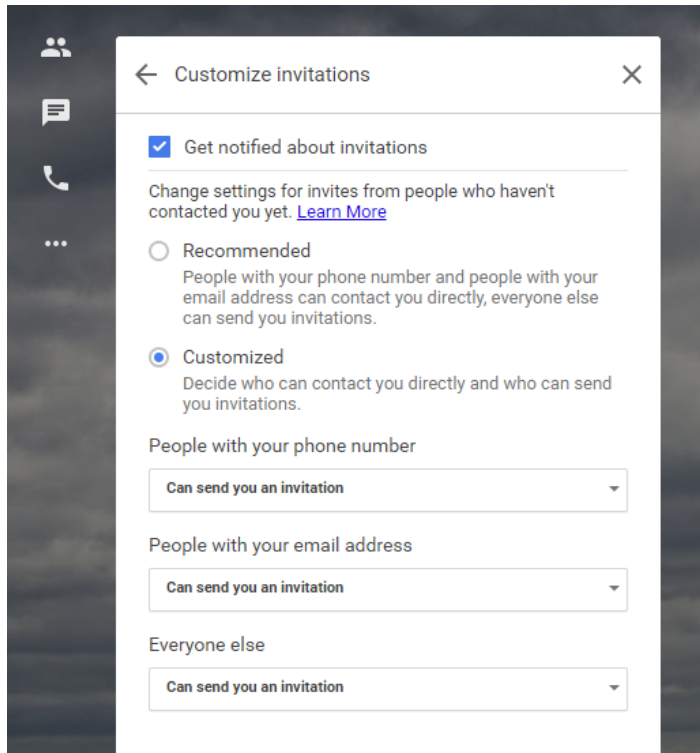 Customize invitations
Get notified about invitations
Change settings for invites from people who haven't
contacted you yet. Learn More
Recommended
People with your phone number and people with your
email address can contact you directly, everyone else
can send you invitations.
Customized
Decide who can contact you directly and who can send
you invitations.
People with your phone number
Can send you an invitation
People with your email address
Can send you an invitation
Everyone else
Can send you an invitation